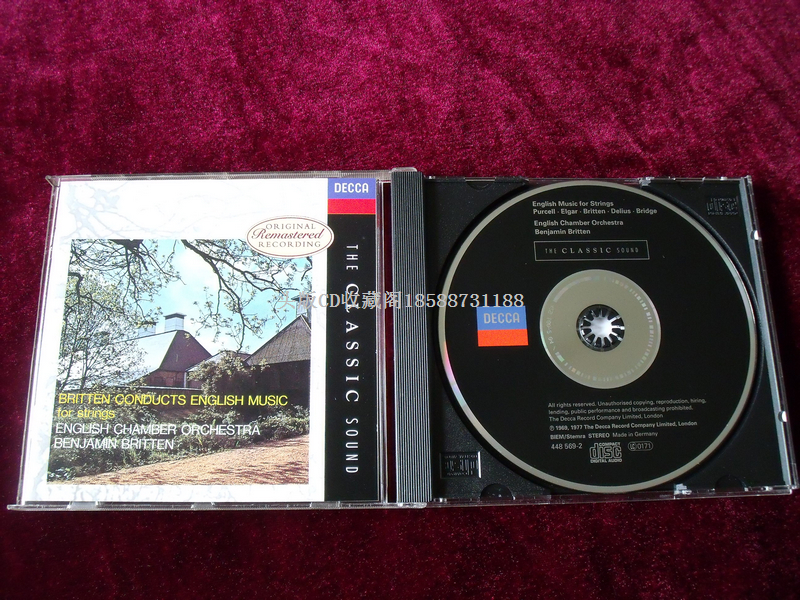 DECCA
ORIGINAL
Remastered
RECORDING
THE CLASSIC SOUND
BRITTEN CONDUCTS ENGLISH MUSIC
for strings
ENGLISH CHAMBER ORCHESTRA
BENJAMIN BRITTEN
CD收藏阁18588731188
English Music for Strings
Purcell · Elgar · Britten · Delius · Bridge
English Chamber Orchestra
Benjamin Britten
THE CLASSIC SOUND
DECCA
All rights reserved. Unauthorised copying, reproduction, hiring,
lending, public performance and broadcasting prohibited.
The Decca Record Company Limited, London
℗ 1969, 1977 The Decca Record Company Limited, London
BIEM/Stemra STEREO Made in Germany
448 569-2
COMPACT
disc
DIGITAL AUDIO
LC 0171